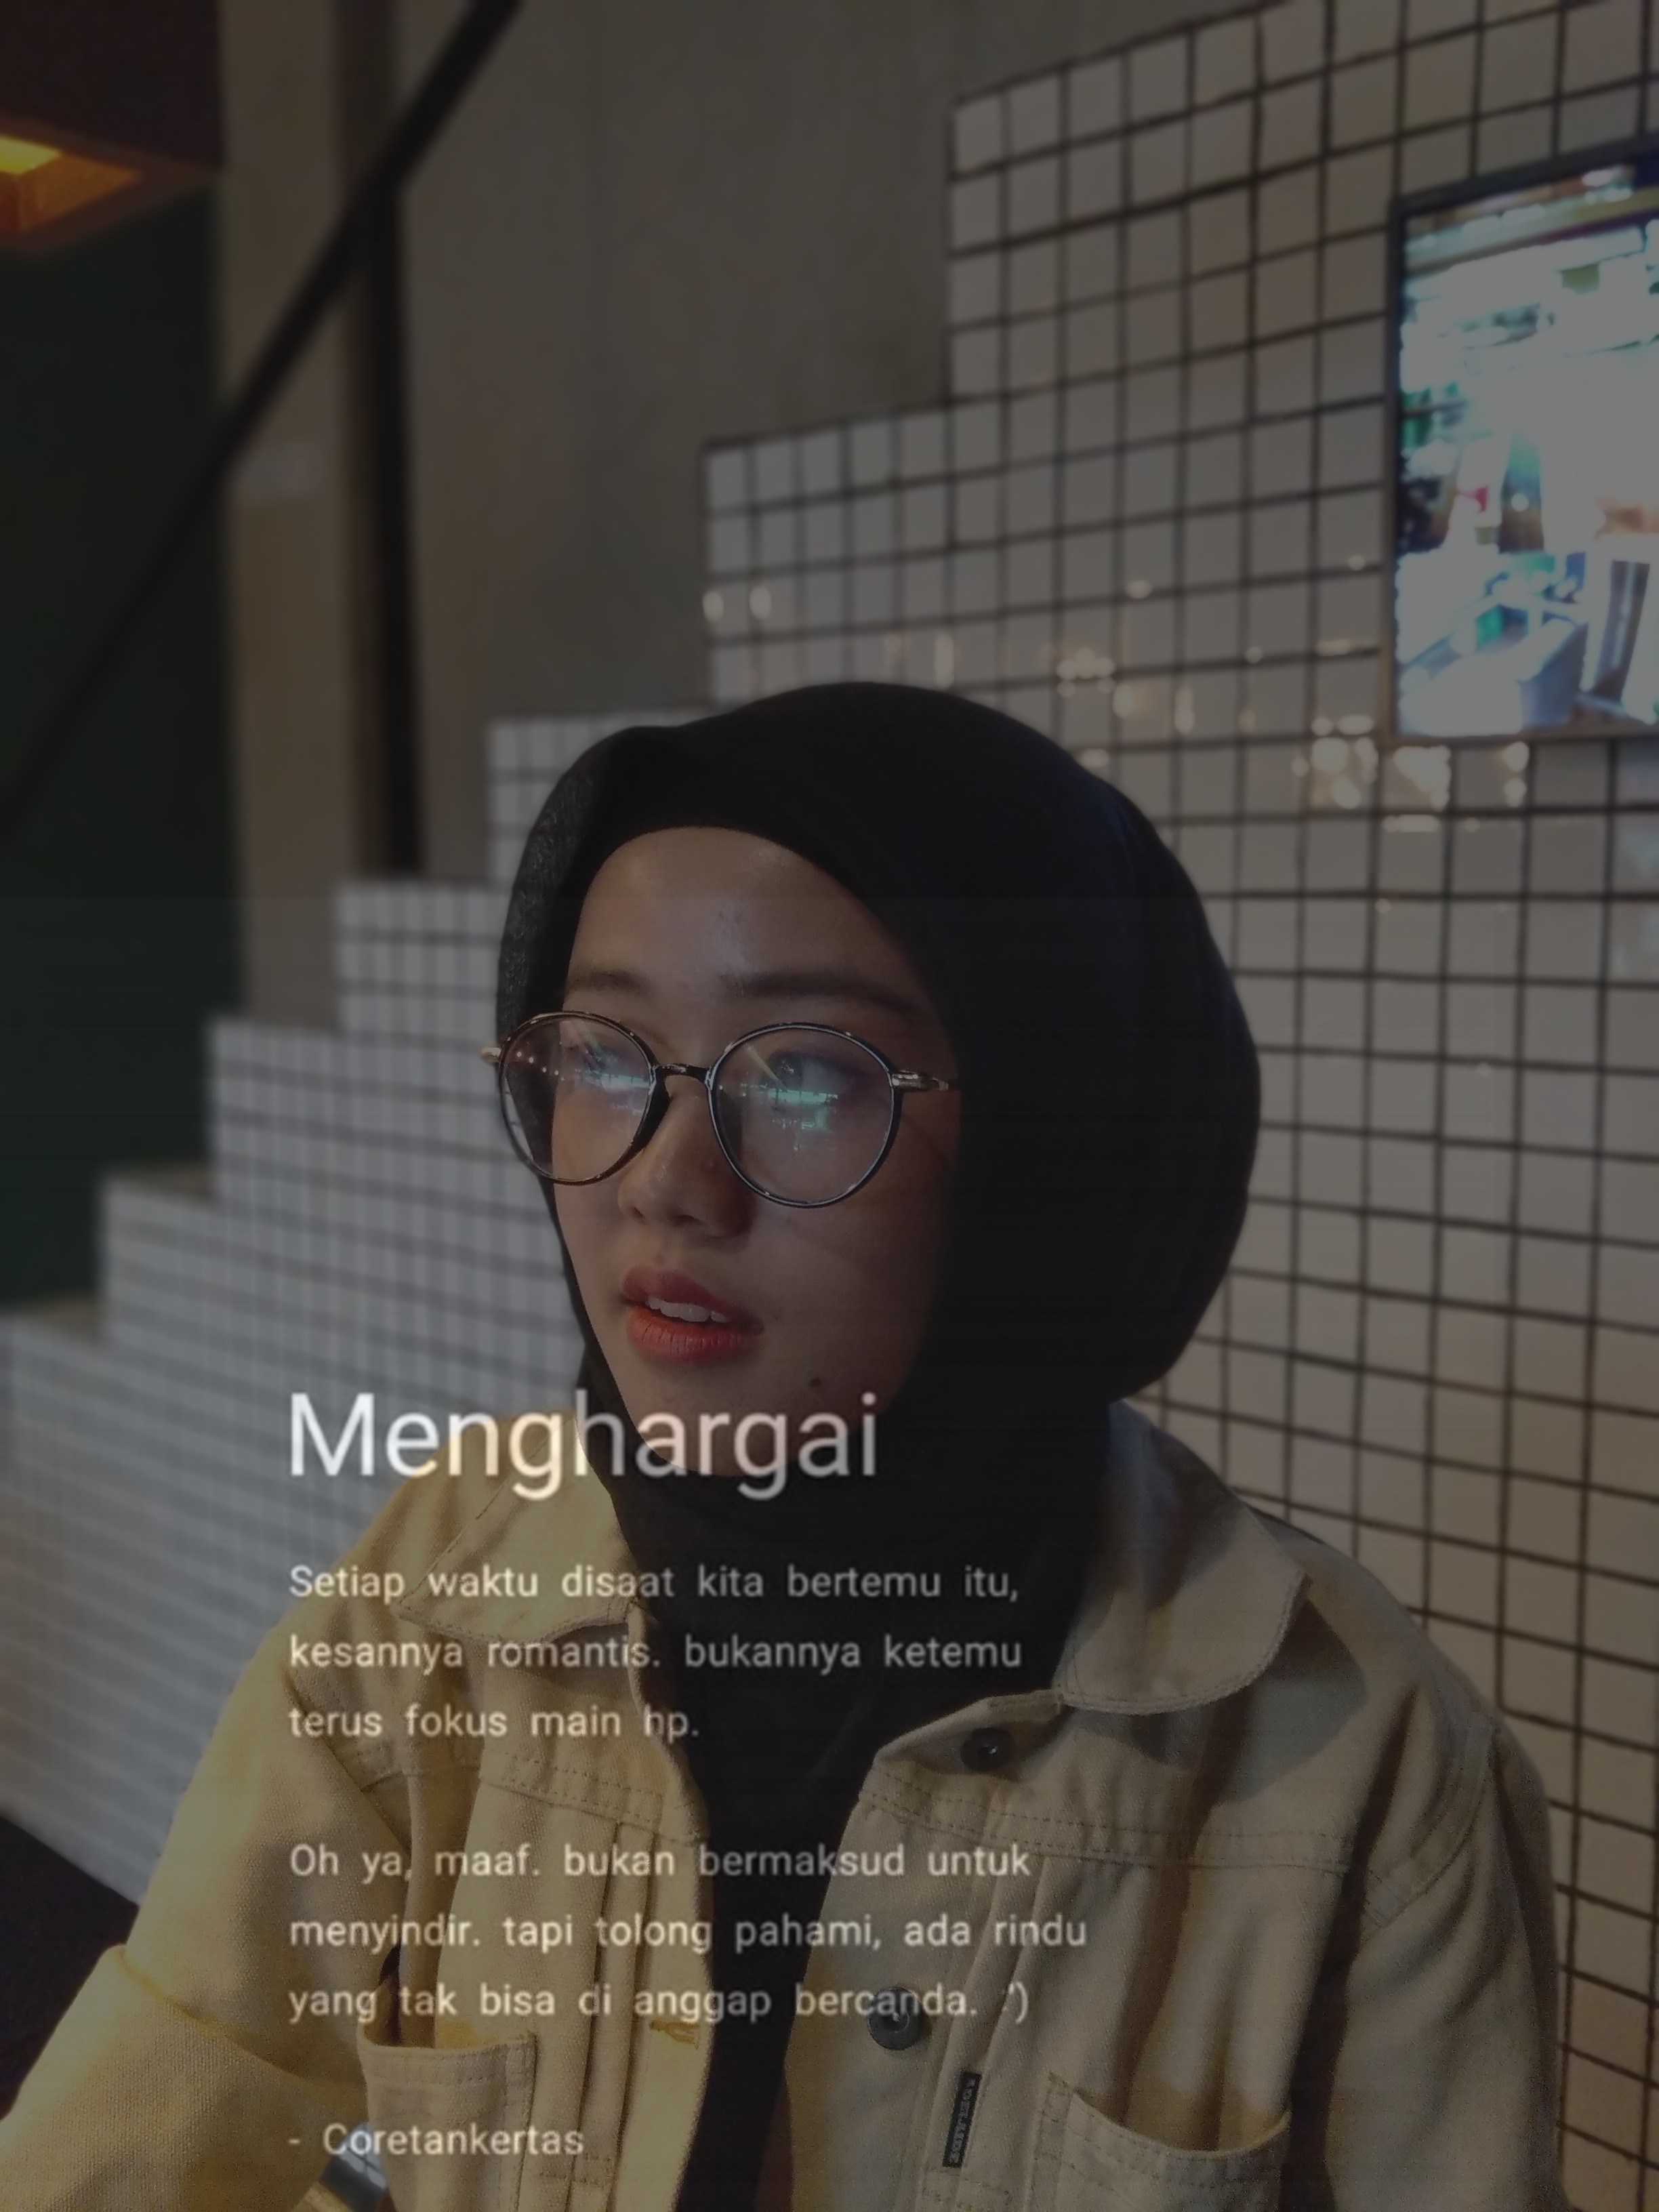 Menghargai
Setiap waktu disaat kita bertemu itu,
kesannya romantis. bukannya ketemu
terus fokus main hp.
Oh ya, maaf. bukan bermaksud untuk
menyindir. tapi tolong pahami, ada rindu
yang tak bisa di anggap bercanda. :')
- Coretankertas